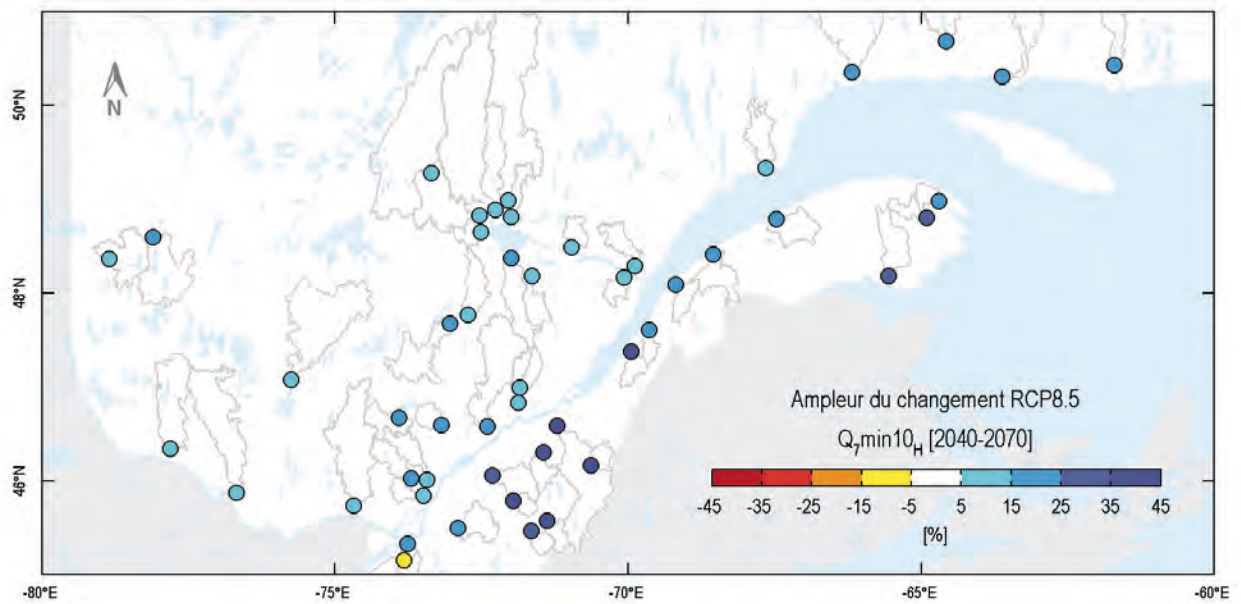 50°N
48°N
46°N
N
Ampleur du changement RCP8.5
Q₇min10_H [2040-2070]
-45 -35 -25 -15 -5 5 15 25 35 45
[%]
-80°E -75°E -70°E -65°E -60°E